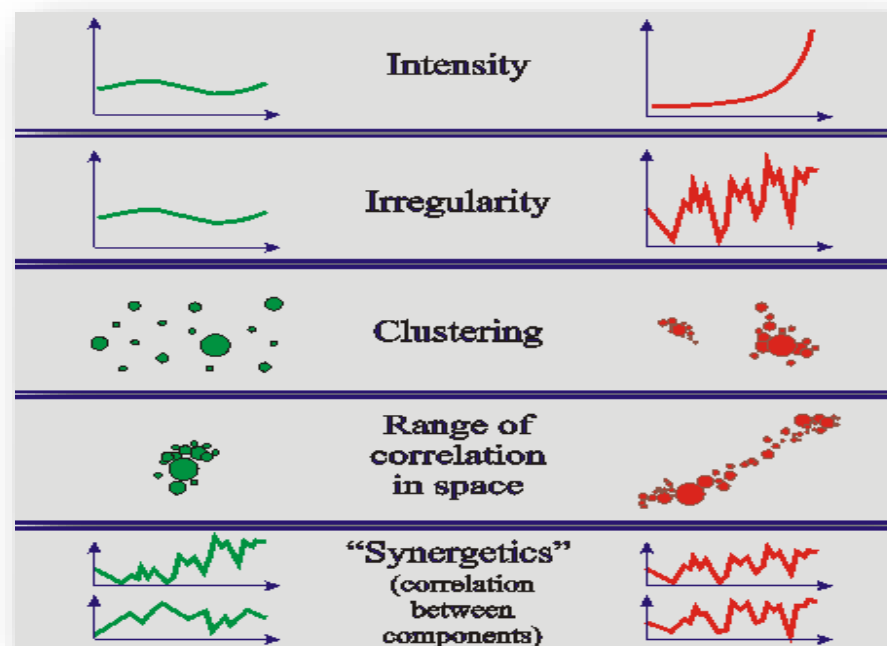 Intensity
Irregularity
Clustering
Range of
correlation
in space
“Synergetics”
(correlation
between
components)